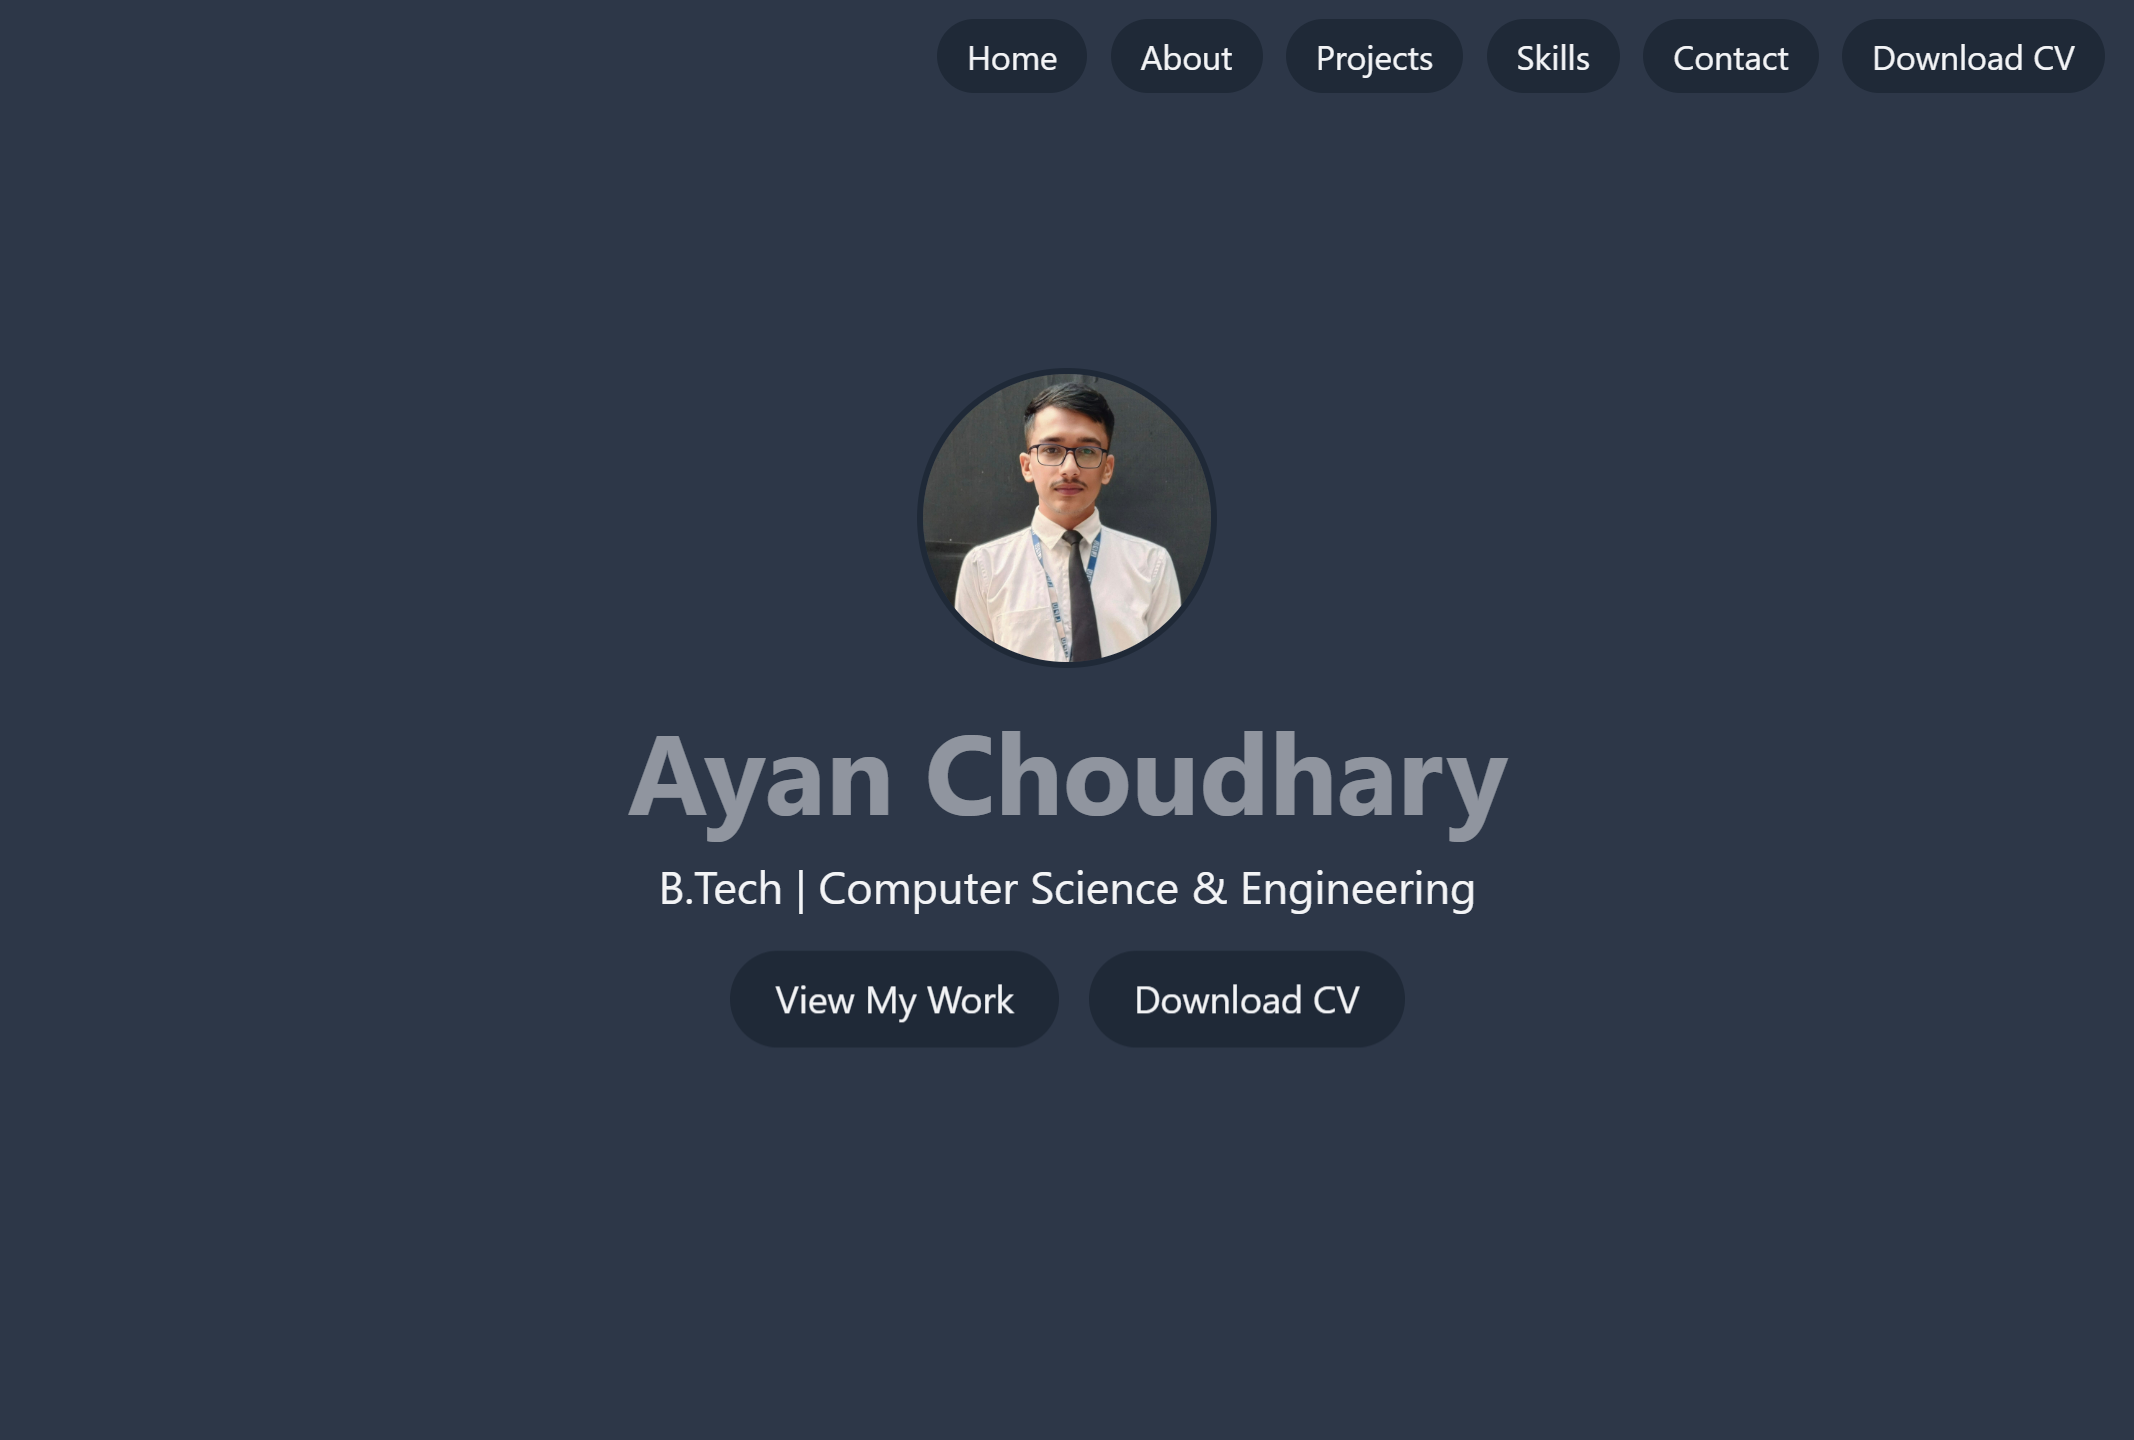 Home About Projects Skills Contact Download CV
Ayan Choudhary
B.Tech | Computer Science & Engineering
View My Work Download CV